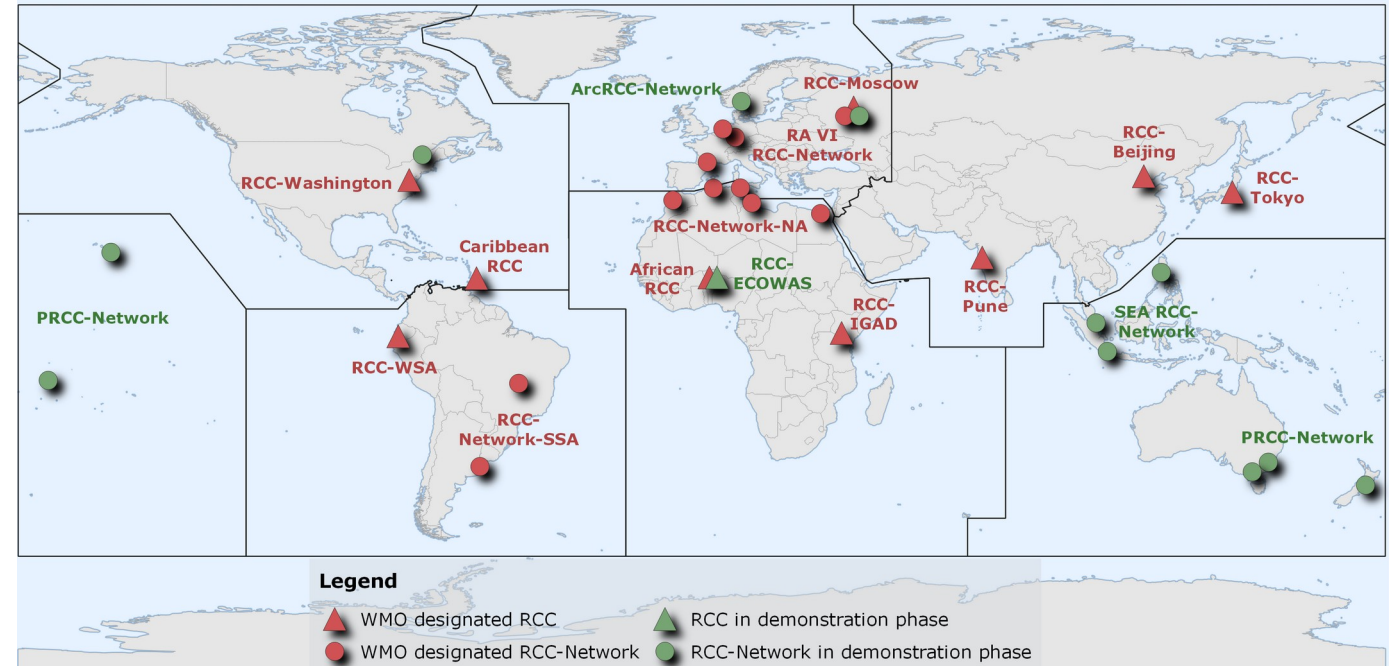 ArcRCC-Network
RCC-Moscow
RA VI
RCC-Network
RCC-
Beijing
RCC-Washington
RCC-
Tokyo
RCC-Network-NA
Caribbean
RCC
African
RCC
RCC-
ECOWAS
RCC-
Pune
RCC-
IGAD
PRCC-Network
SEA RCC-
Network
RCC-WSA
RCC-
Network-SSA
PRCC-Network
Legend
WMO designated RCC
RCC in demonstration phase
WMO designated RCC-Network
RCC-Network in demonstration phase